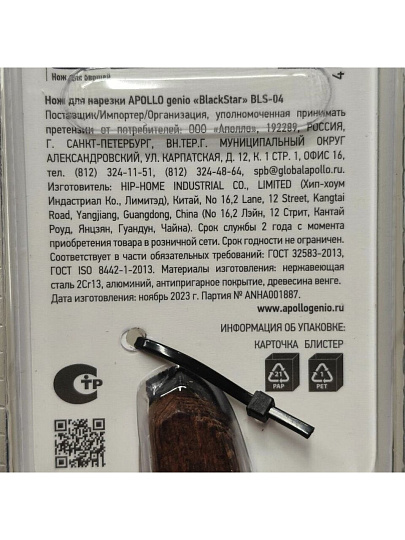 Нож для овощей
4
Нож для нарезки APOLLO genio «BlackStar» BLS-04
Поставщик/Импортер/Организация, уполномоченная принимать
претензии от потребителей: ООО «Аполло», 192289, РОССИЯ,
Г. САНКТ-ПЕТЕРБУРГ, ВН.ТЕР.Г. МУНИЦИПАЛЬНЫЙ ОКРУГ
АЛЕКСАНДРОВСКИЙ, УЛ. КАРПАТСКАЯ, Д. 12, К. 1 СТР. 1, ОФИС 16,
тел. (812) 324-11-51, (812) 324-48-64, spb@globalapollo.ru.
Изготовитель: HIP-HOME INDUSTRIAL CO., LIMITED (Хип-хоум
Индастриал Ко., Лимитэд), Китай, No 16,2 Lane, 12 Street, Kangtai
Road, Yangjiang, Guangdong, China (No 16,2 Лэйн, 12 Стрит, Кантай
Роуд, Янцзян, Гуандун, Чайна). Срок службы 2 года с момента
приобретения товара в розничной сети. Срок годности не ограничен.
Соответствует в части обязательных требований: ГОСТ 32583-2013,
ГОСТ ISO 8442-1-2013. Материалы изготовления: нержавеющая
сталь 2Cr13, алюминий, антипригарное покрытие, древесина венге.
Дата изготовления: ноябрь 2023 г. Партия № ANHA001887.
www.apollogenio.ru
ИНФОРМАЦИЯ ОБ УПАКОВКЕ:
КАРТОЧКА БЛИСТЕР
21 1
PAP PET